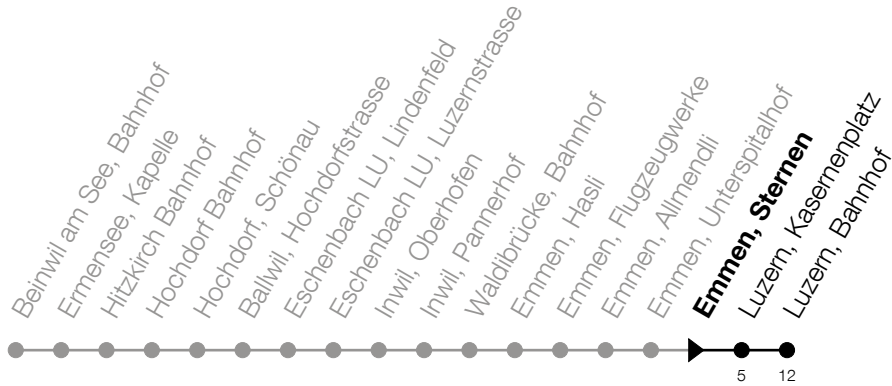 Beinwil am See, Bahnhof
Ermensee, Kapelle
Hitzkirch Bahnhof
Hochdorf Bahnhof
Hochdorf, Schönau
Ballwil, Hochdorfstrasse
Eschenbach LU, Lindenfeld
Eschenbach LU, Luzernstrasse
Inwil, Oberhofen
Inwil, Pannerhof
Waldibrücke, Bahnhof
Emmen, Hasli
Emmen, Flugzeugwerke
Emmen, Allmendli
Emmen, Unterspitalhof
Emmen, Sternen
Luzern, Kasernenplatz
Luzern, Bahnhof
5 12